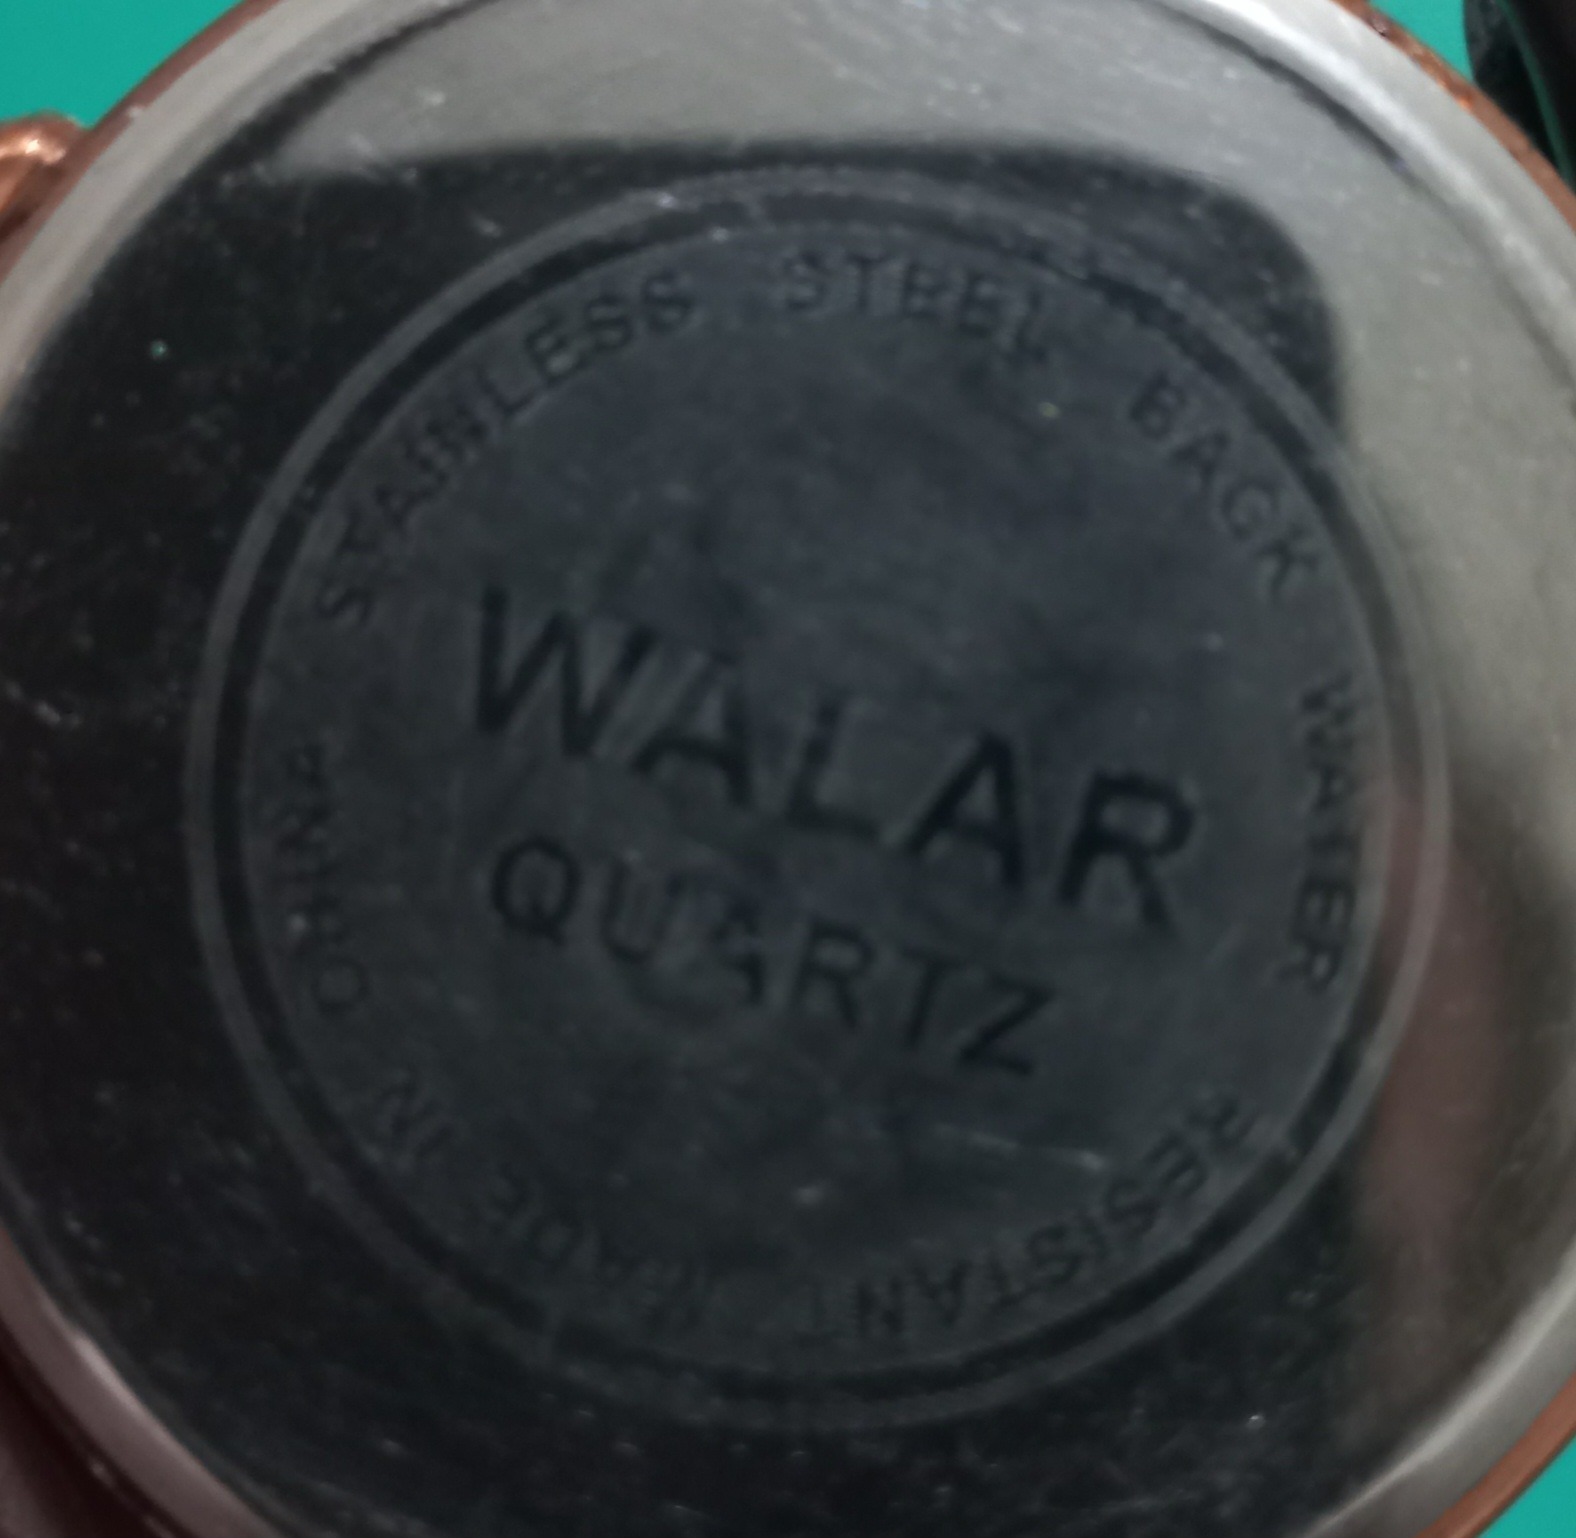 STAINLESS STEEL BACK WATER RESISTANT MADE IN CHINA
WALAR
QUARTZ